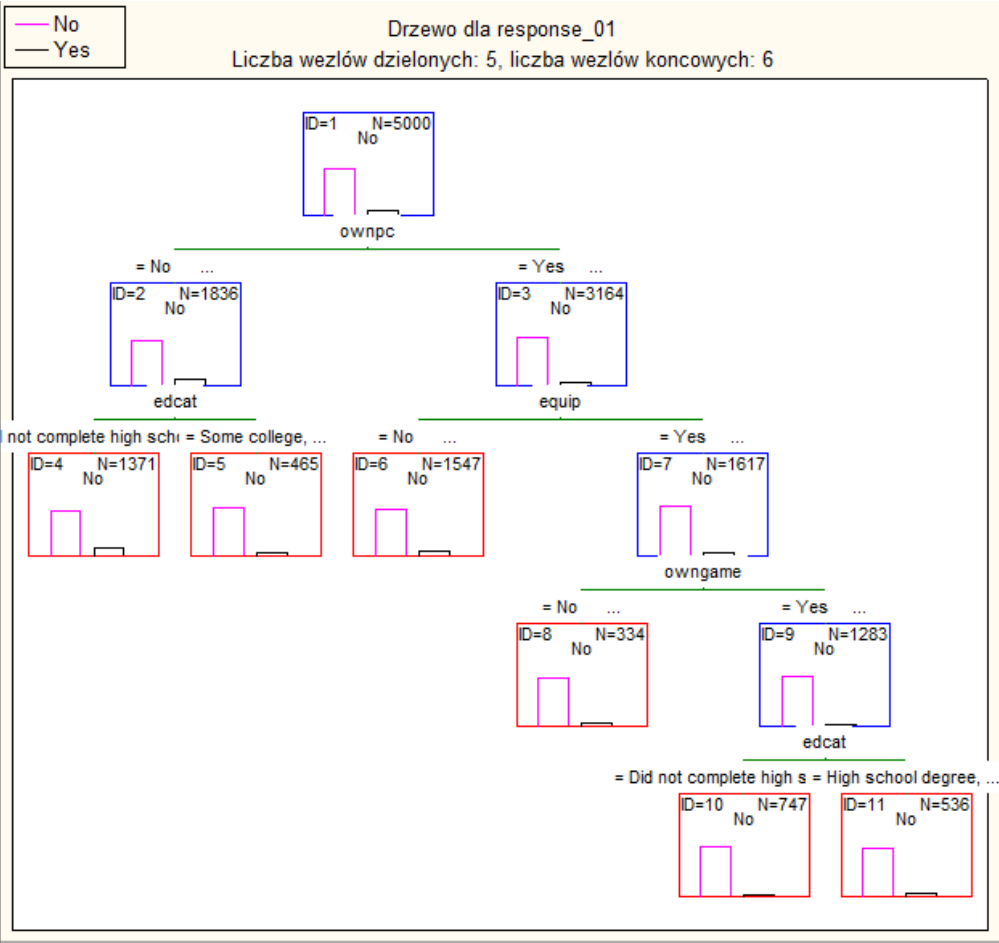 No
Yes
Drzewo dla response_01
Liczba wezlów dzielonych: 5, liczba wezlów koncowych: 6
ID=1 N=5000
No
ownpc
= No ...
= Yes ...
ID=2 N=1836
No
ID=3 N=3164
No
edcat
equip
not complete high sch
= Some college, ...
= No ...
= Yes ...
ID=4 N=1371
No
ID=5 N=465
No
ID=6 N=1547
No
ID=7 N=1617
No
owngame
= No ...
= Yes ...
ID=8 N=334
No
ID=9 N=1283
No
edcat
= Did not complete high s
= High school degree, ...
ID=10 N=747
No
ID=11 N=536
No